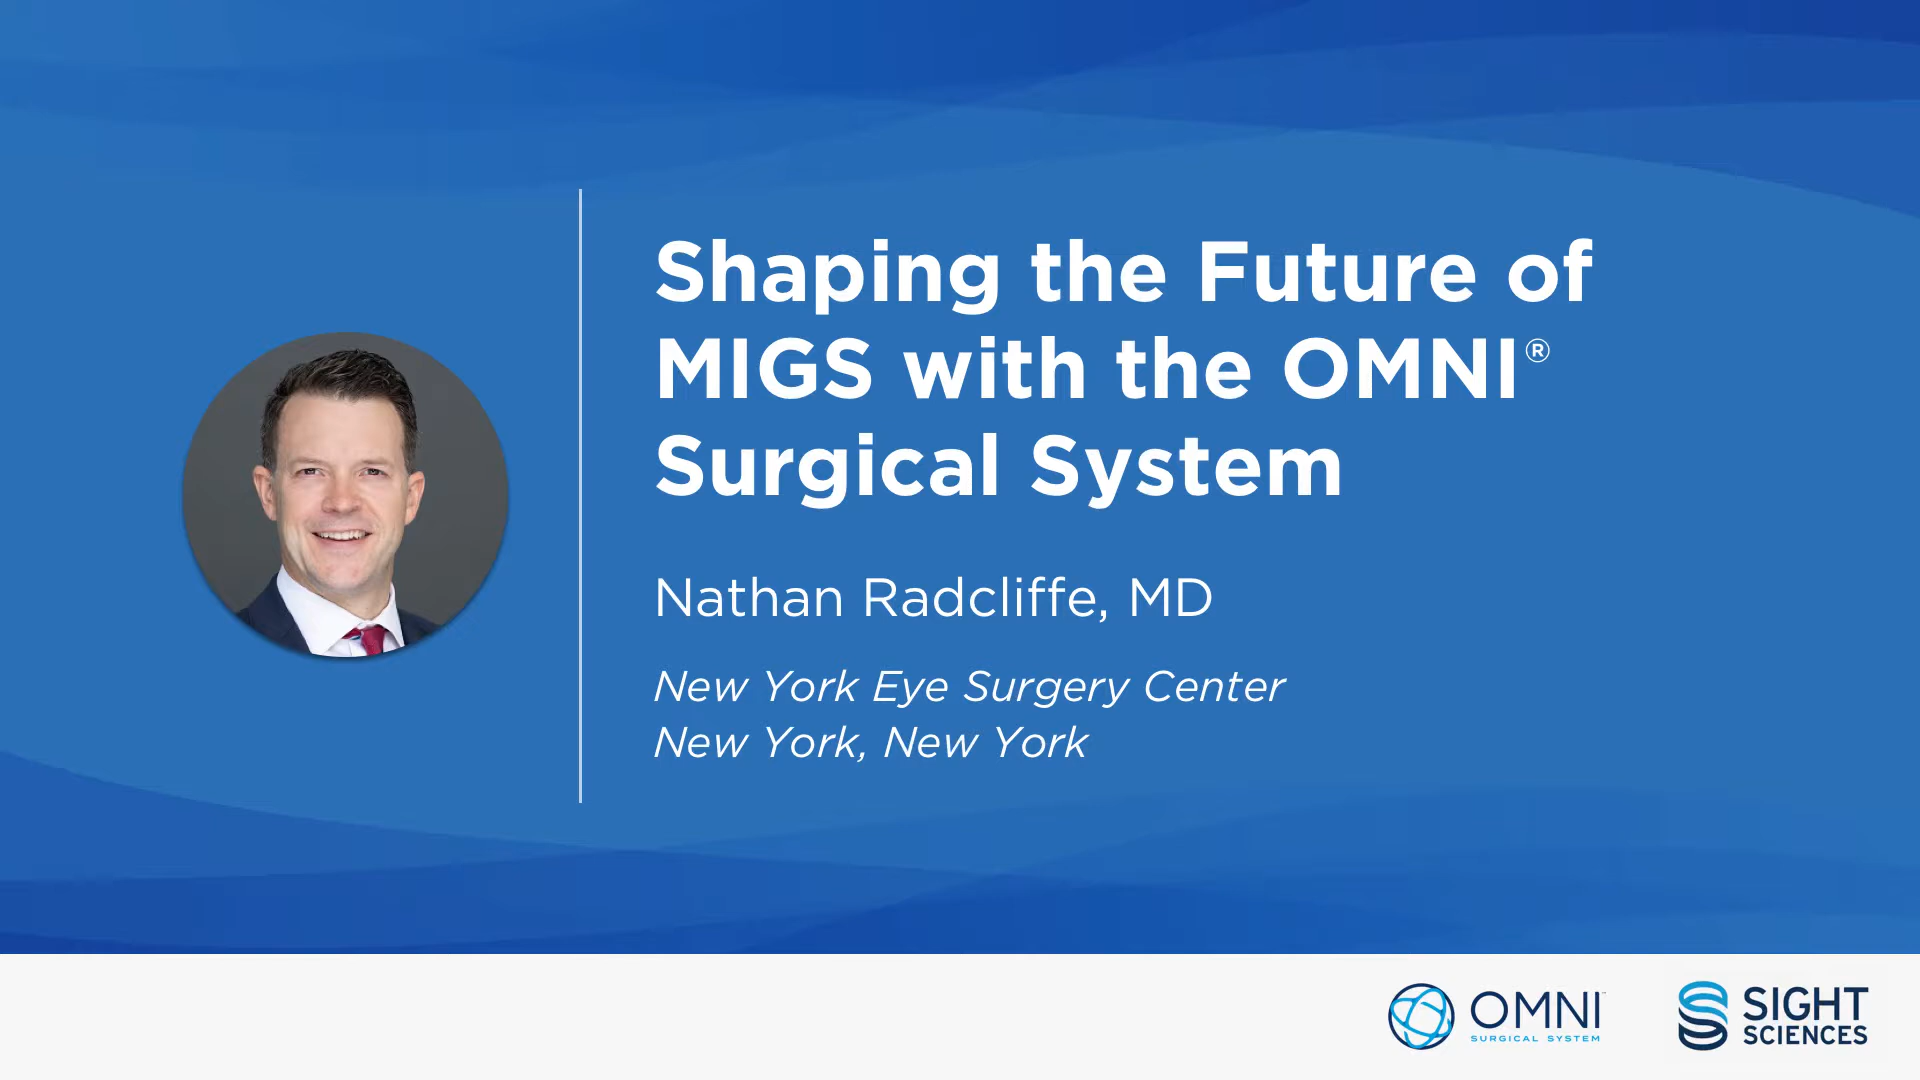 Shaping the Future of
MIGS with the OMNI®
Surgical System
Nathan Radcliffe, MD
New York Eye Surgery Center
New York, New York
OMNI™
SURGICAL SYSTEM
SIGHT
SCIENCES